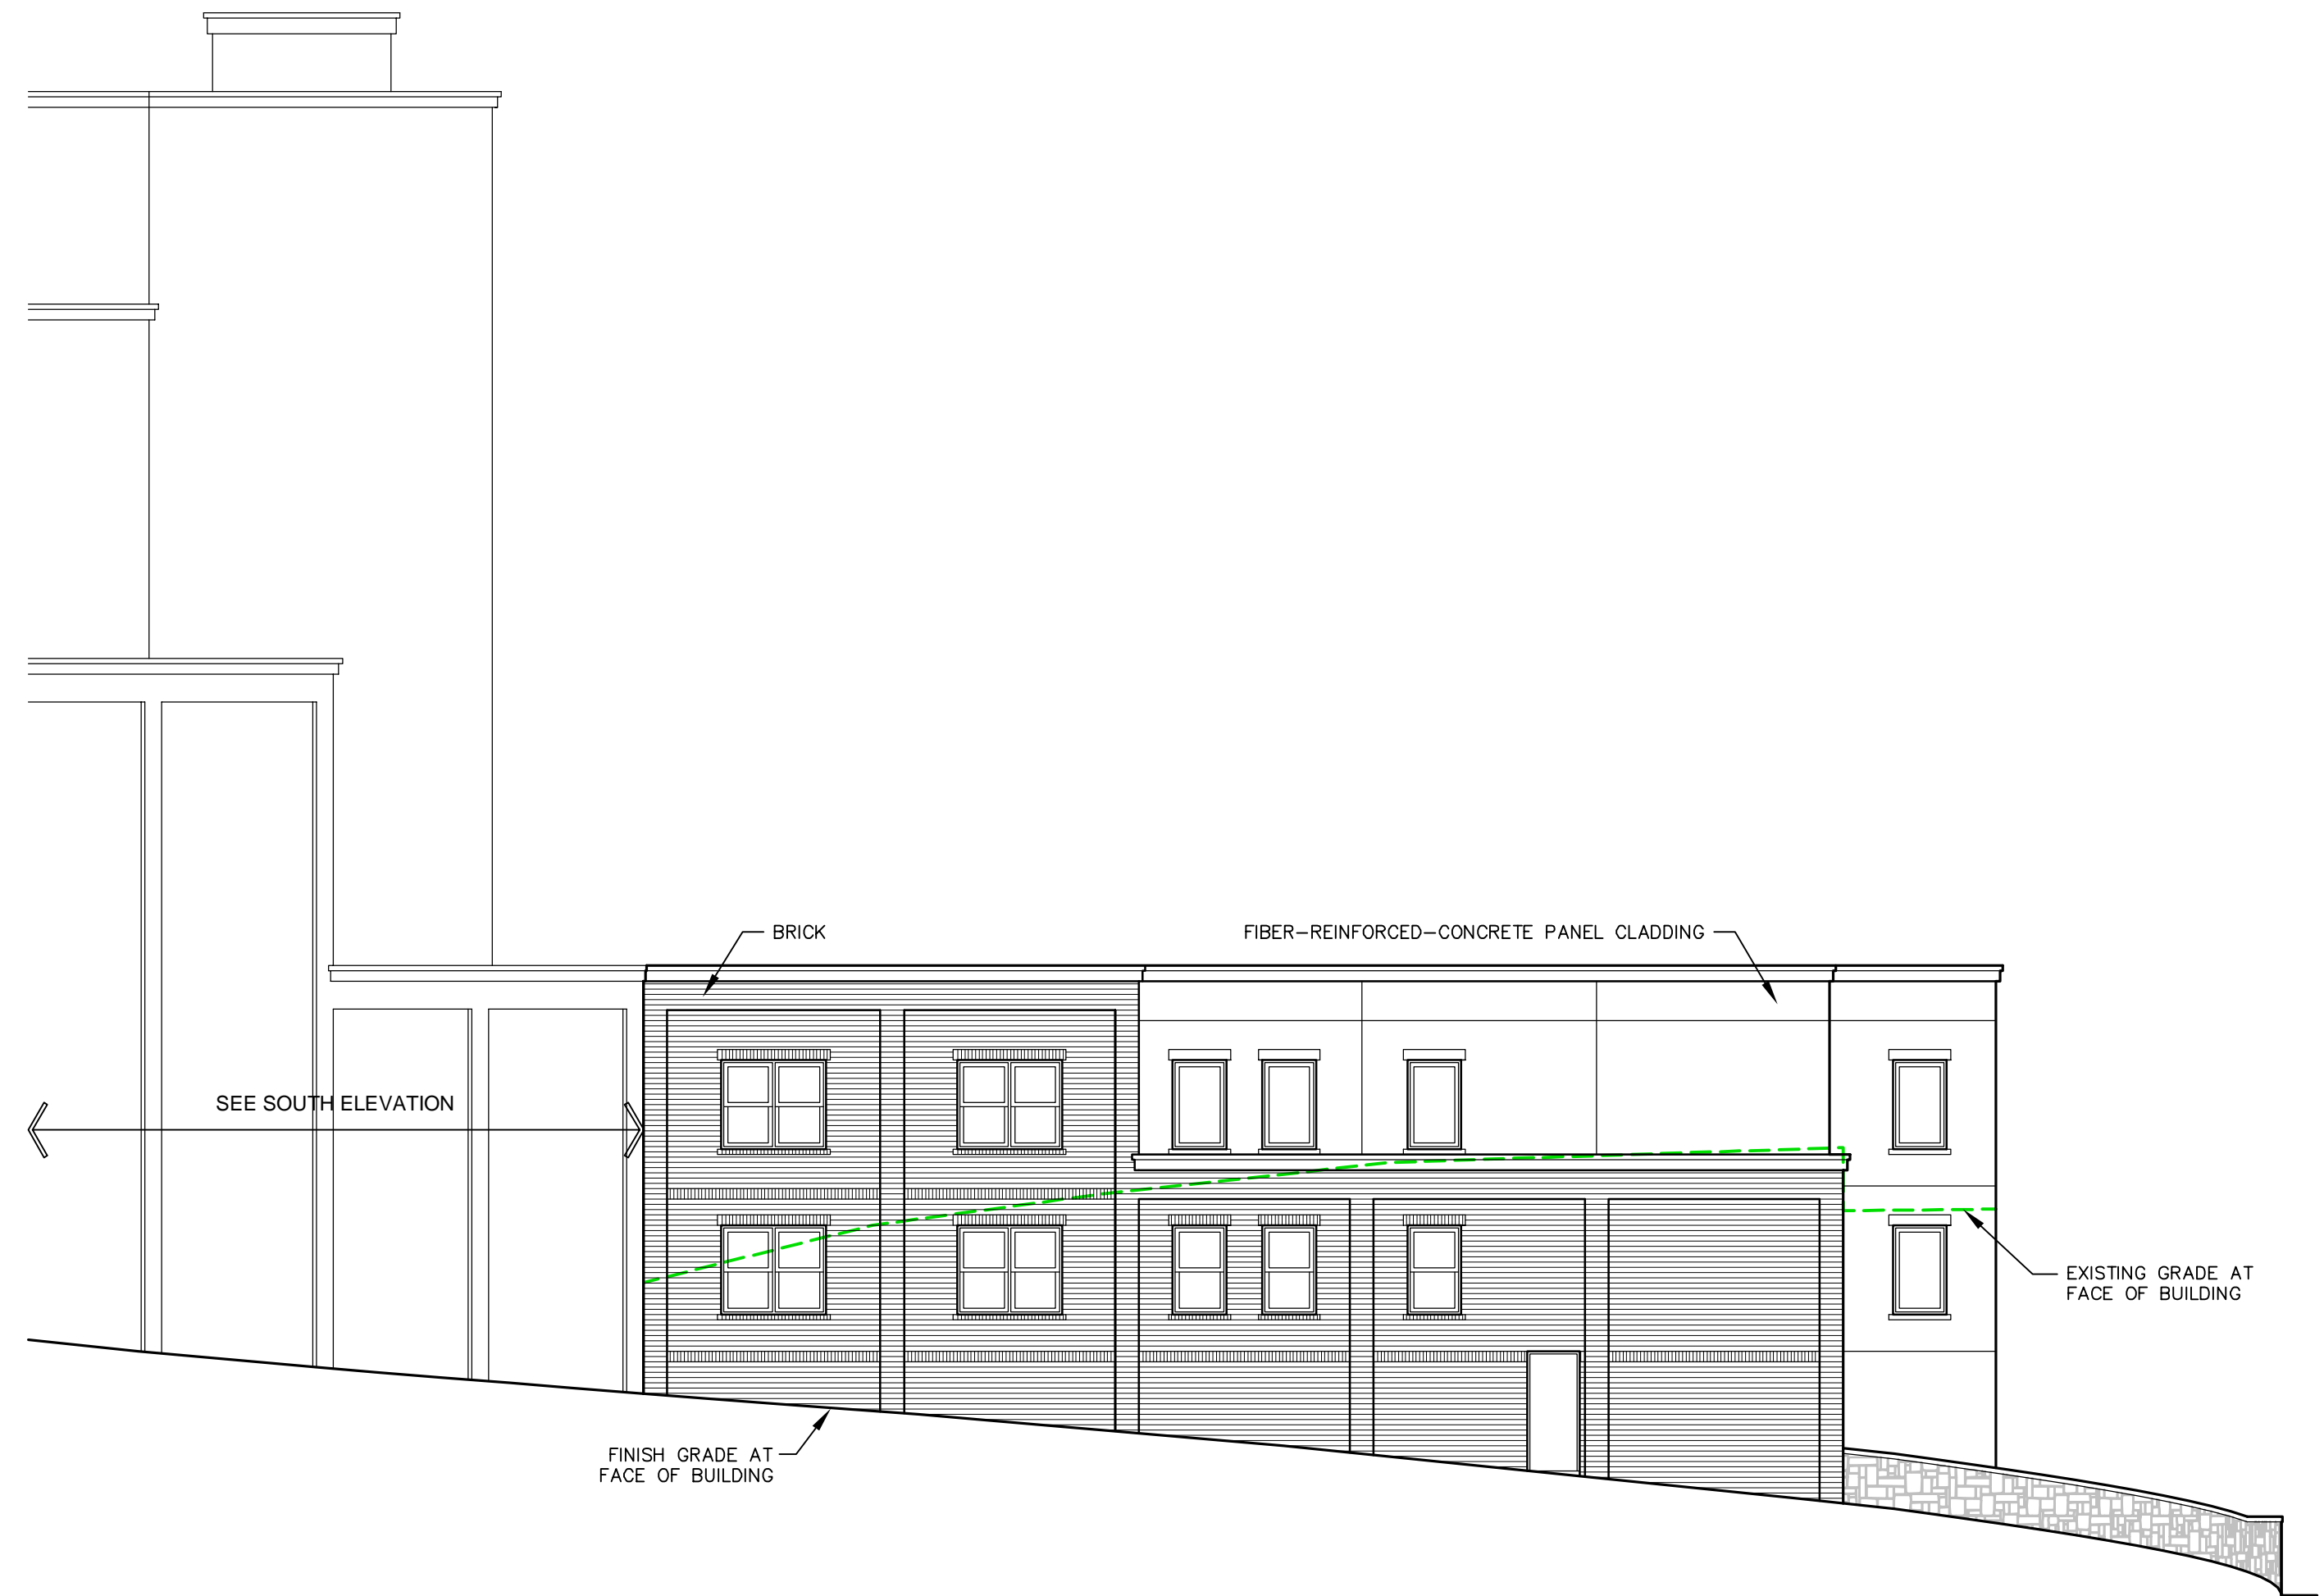 BRICK
FIBER-REINFORCED-CONCRETE PANEL CLADDING
SEE SOUTH ELEVATION
EXISTING GRADE AT
FACE OF BUILDING
FINISH GRADE AT
FACE OF BUILDING